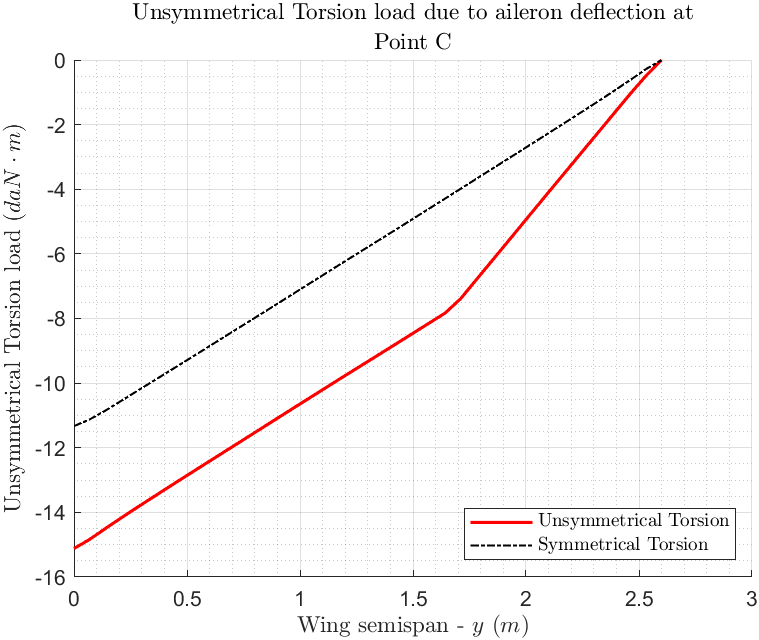 Unsymmetrical Torsion load due to aileron deflection at
Point C
Unsymmetrical Torsion load (daN · m)
0
-2
-4
-6
-8
-10
-12
-14
-16
0
0.5
1
1.5
2
2.5
3
Unsymmetrical Torsion
Symmetrical Torsion
Wing semispan - y (m)